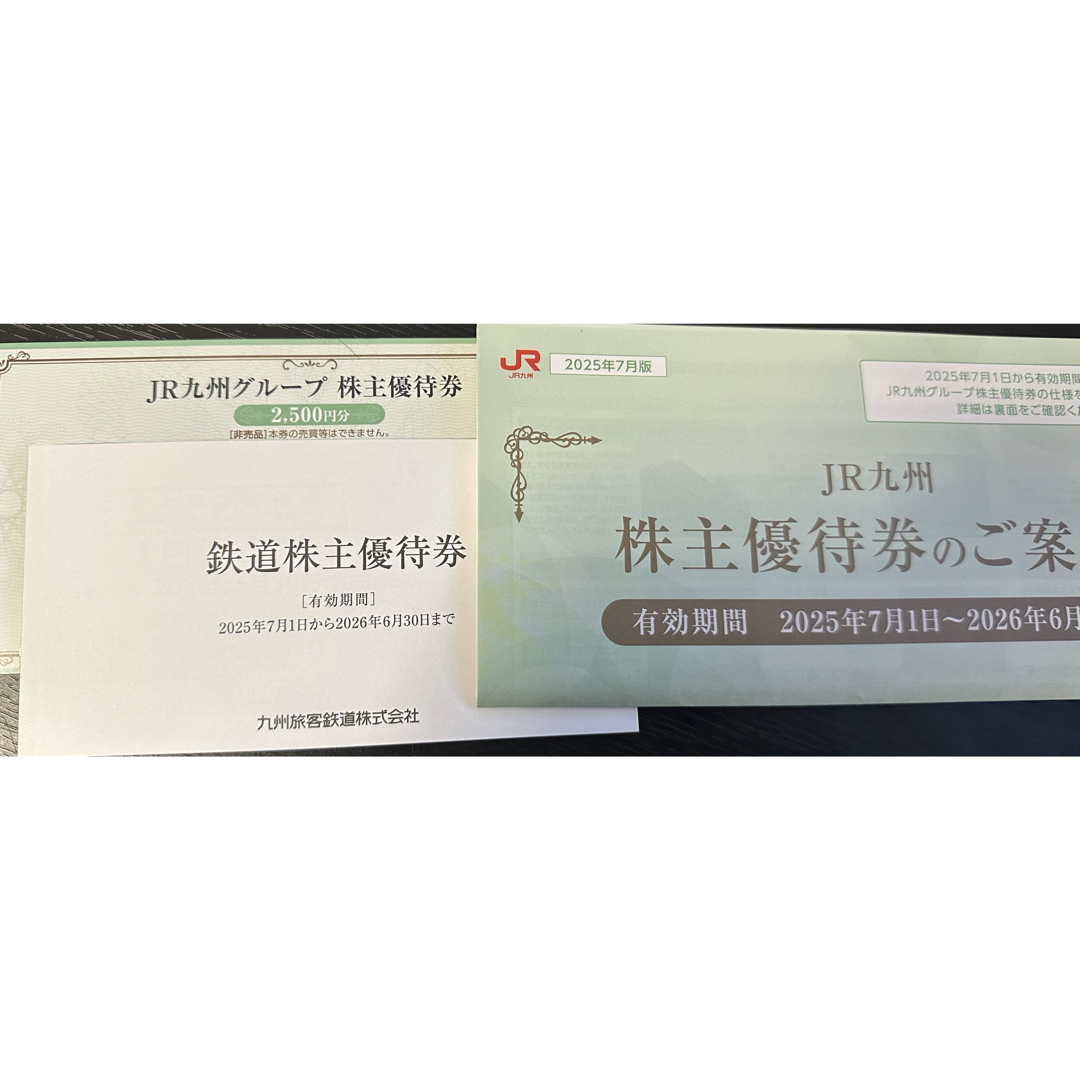 JR九州グループ 株主優待券
2,500円分
[非売品]本券の売買等はできません。
鉄道株主優待券
[有効期間]
2025年7月1日から2026年6月30日まで
九州旅客鉄道株式会社
JR
JR九州
2025年7月版
2025年7月1日から有効期間
JR九州グループ株主優待券の仕様を
詳細は裏面をご確認く
JR九州
株主優待券のご案
有効期間 2025年7月1日~2026年6月